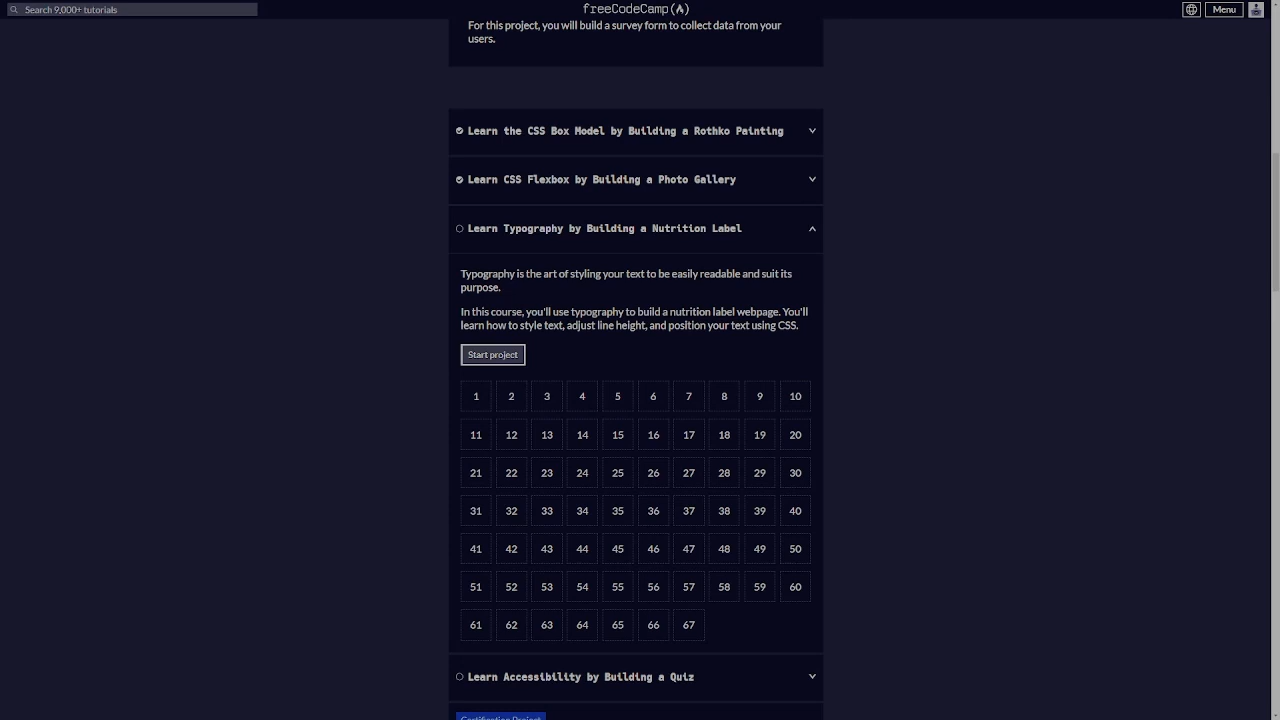 Search 9,000+ tutorials
freeCodeCamp
Menu
For this project, you will build a survey form to collect data from your
users.
Learn the CSS Box Model by Building a Rothko Painting
Learn CSS Flexbox by Building a Photo Gallery
Learn Typography by Building a Nutrition Label
Typography is the art of styling your text to be easily readable and suit its
purpose.
In this course, you'll use typography to build a nutrition label webpage. You'll
learn how to style text, adjust line height, and position your text using CSS.
Start project
1 2 3 4 5 6 7 8 9 10
11 12 13 14 15 16 17 18 19 20
21 22 23 24 25 26 27 28 29 30
31 32 33 34 35 36 37 38 39 40
41 42 43 44 45 46 47 48 49 50
51 52 53 54 55 56 57 58 59 60
61 62 63 64 65 66 67
Learn Accessibility by Building a Quiz
Certification Project